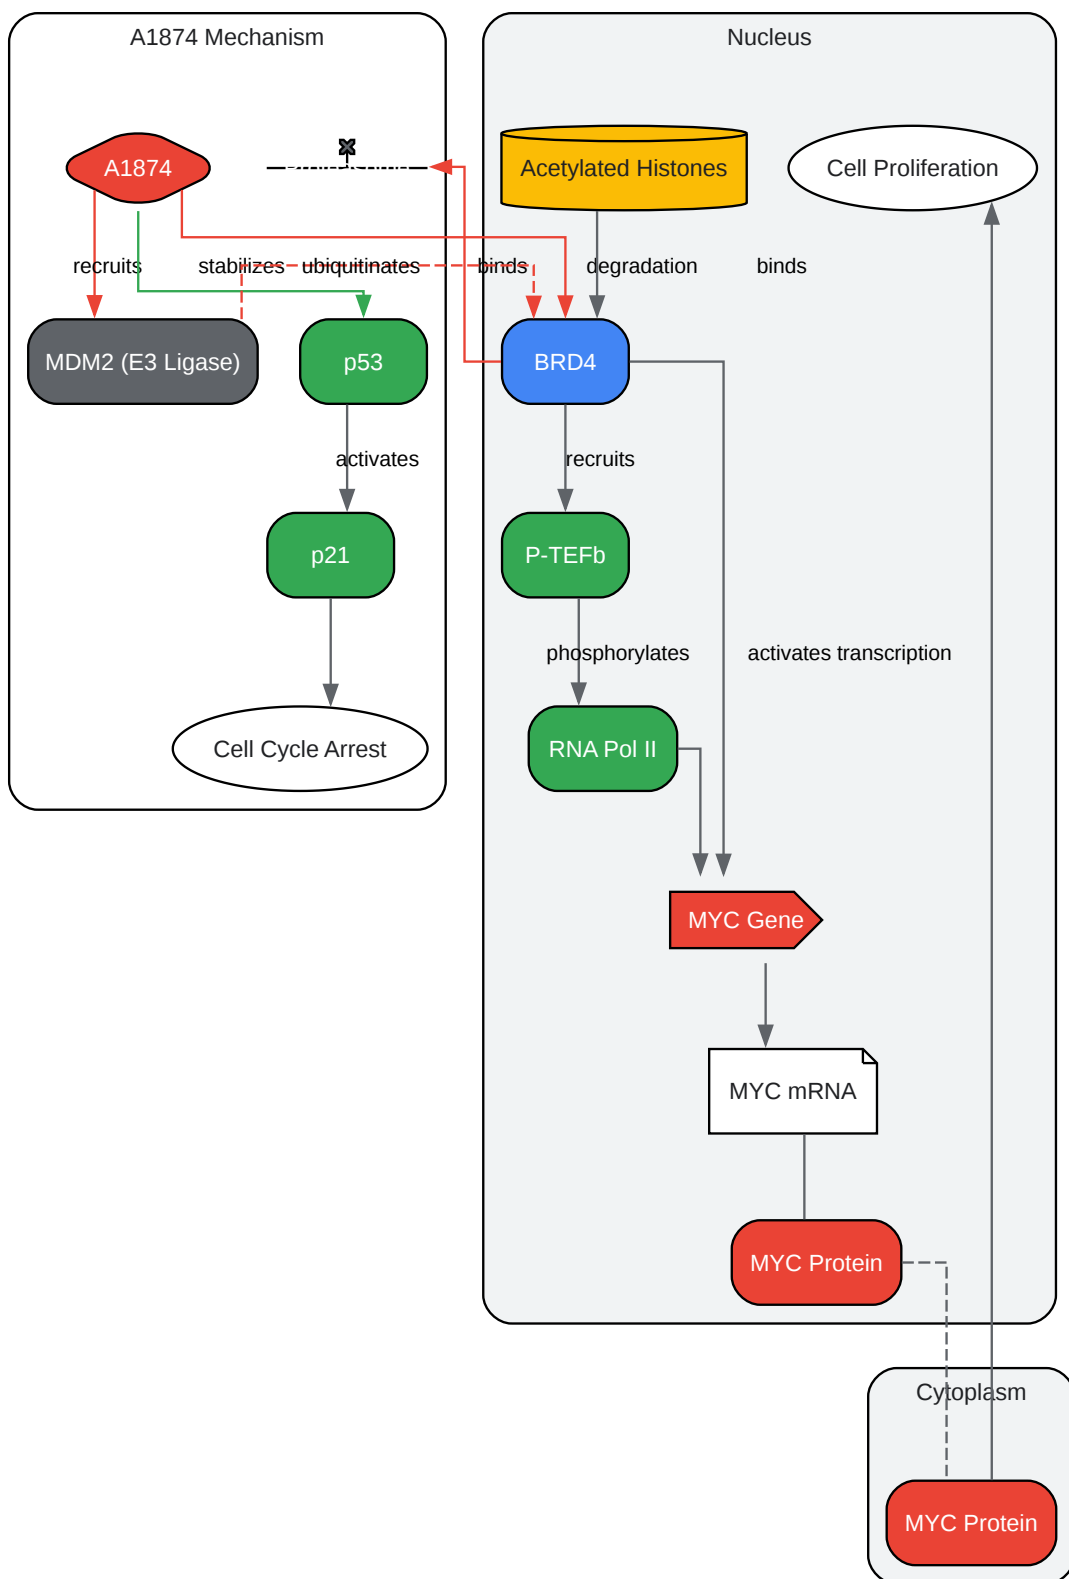 A1874 Mechanism
Nucleus
A1874
Acetylated Histones
Cell Proliferation
recruits
stabilizes
ubiquitinates
binds
degradation
binds
MDM2 (E3 Ligase)
p53
BRD4
activates
recruits
p21
P-TEFb
phosphorylates
activates transcription
Cell Cycle Arrest
RNA Pol II
MYC Gene
MYC mRNA
MYC Protein
Cytoplasm
MYC Protein